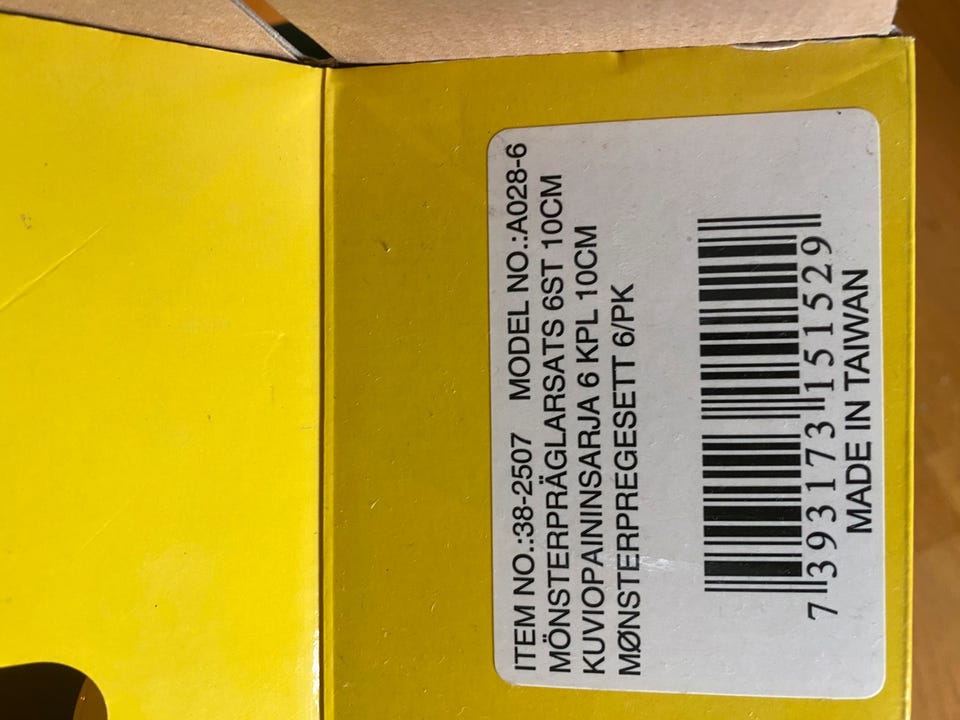 ITEM NO.:38-2507 MODEL NO.:A028-6
MÖNSTERPRÄGLARSATS 6ST 10CM
KUVIOPAININSARJA 6 KPL 10CM
MØNSTERPREGESETT 6/PK
7 393173 151529
MADE IN TAIWAN